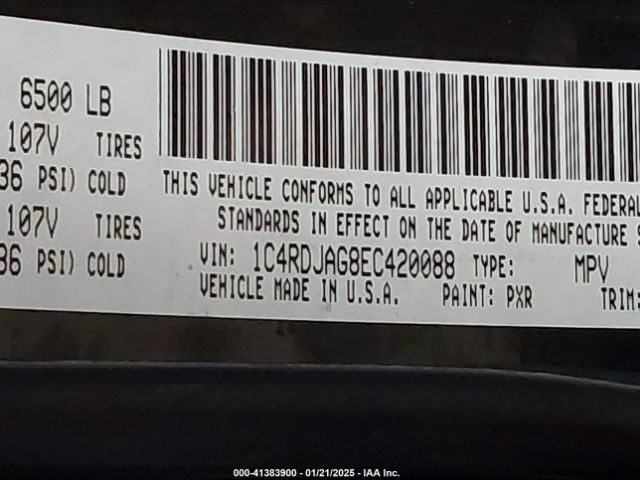 6500 LB
107V TIRES
36 PSI) COLD
107V TIRES
36 PSI) COLD
THIS VEHICLE CONFORMS TO ALL APPLICABLE U.S.A. FEDERAL
STANDARDS IN EFFECT ON THE DATE OF MANUFACTURE
VIN: 1C4RDJAG8EC420088 TYPE: MPV
VEHICLE MADE IN U.S.A. PAINT: PXR TRIM:
000-41383900 - 01/21/2025 - IAA Inc.